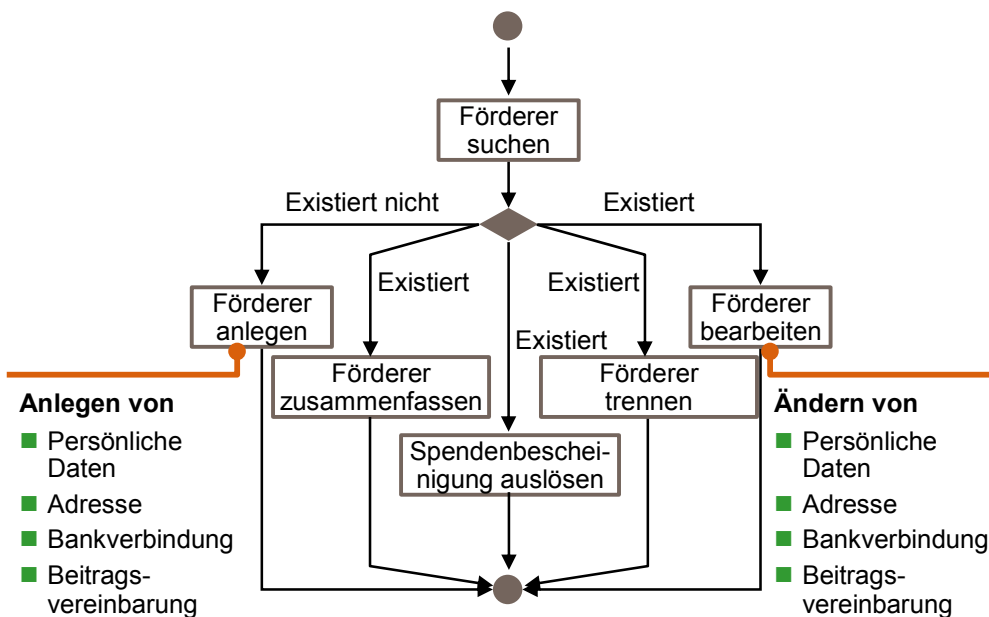 Förderer
suchen
Existiert nicht
Existiert
Existiert
Existiert
Existiert
Förderer
anlegen
Förderer
bearbeiten
Förderer
zusammenfassen
Förderer
trennen
Spendenbeschei-
nigung auslösen
Anlegen von
Persönliche
Daten
Adresse
Bankverbindung
Beitrags-
vereinbarung
Ändern von
Persönliche
Daten
Adresse
Bankverbindung
Beitrags-
vereinbarung